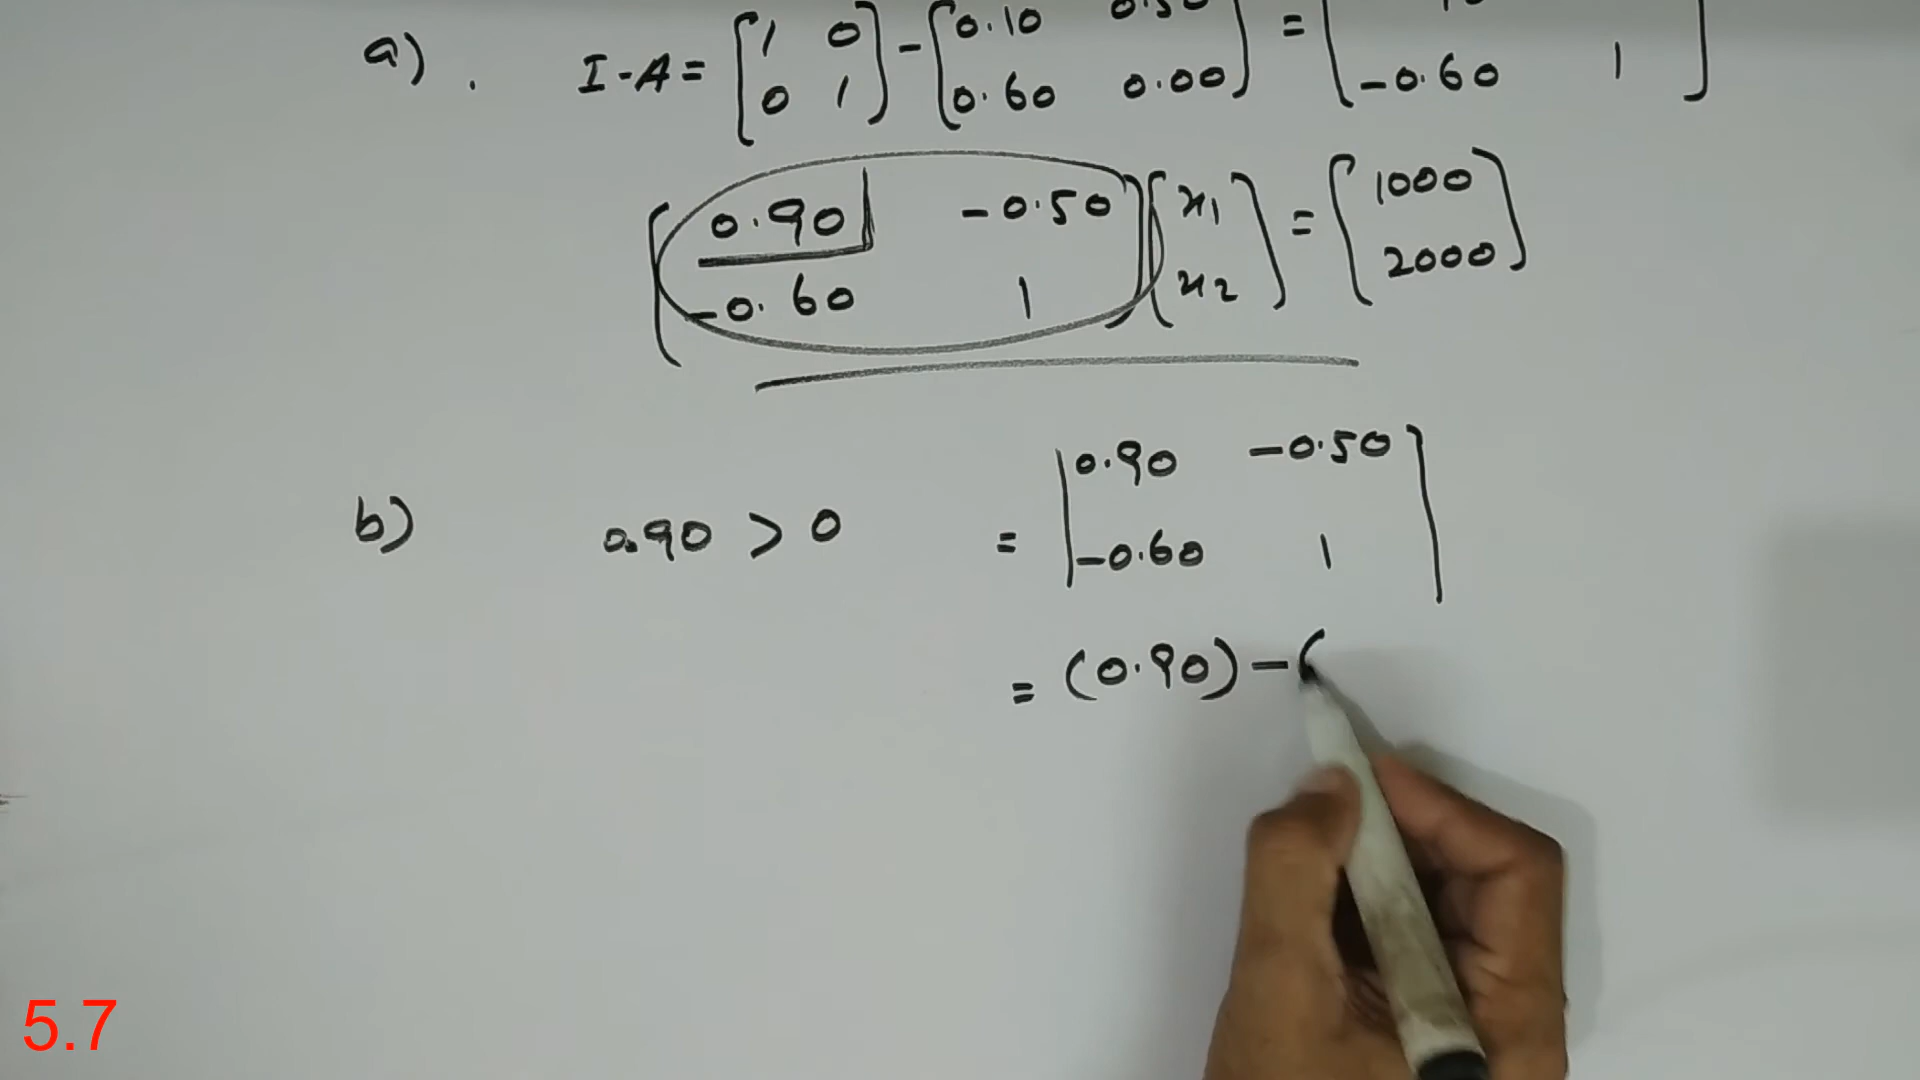 a) . I-A = [1 0] - [0.10 0.50] = [
[0 1] [0.60 0.00] [-0.60 1]
[0.90 -0.50] [x1] = [1000]
[-0.60 1] [x2] [2000]
b) 0.90 > 0 = |0.90 -0.50|
|-0.60 1|
= (0.90) - (
5.7